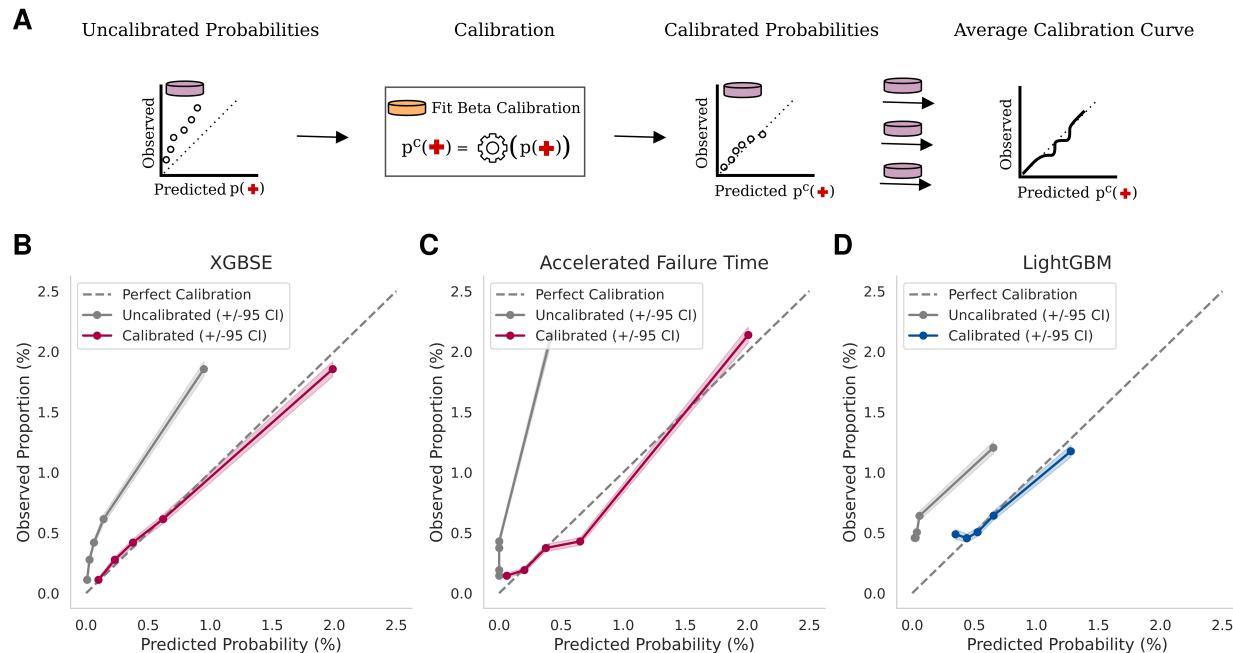 A
Uncalibrated Probabilities
Calibration
Calibrated Probabilities
Average Calibration Curve
Observed
Predicted p(✚)
Fit Beta Calibration
pᶜ(✚) = (p(✚))
Observed
Predicted pᶜ(✚)
Observed
Predicted pᶜ(✚)
B
XGBSE
Perfect Calibration
Uncalibrated (+/-95 CI)
Calibrated (+/-95 CI)
Observed Proportion (%)
2.5
2.0
1.5
1.0
0.5
0.0
0.0 0.5 1.0 1.5 2.0 2.5
Predicted Probability (%)
C
Accelerated Failure Time
Perfect Calibration
Uncalibrated (+/-95 CI)
Calibrated (+/-95 CI)
Observed Proportion (%)
2.5
2.0
1.5
1.0
0.5
0.0
0.0 0.5 1.0 1.5 2.0 2.5
Predicted Probability (%)
D
LightGBM
Perfect Calibration
Uncalibrated (+/-95 CI)
Calibrated (+/-95 CI)
Observed Proportion (%)
2.5
2.0
1.5
1.0
0.5
0.0
0.0 0.5 1.0 1.5 2.0 2.5
Predicted Probability (%)